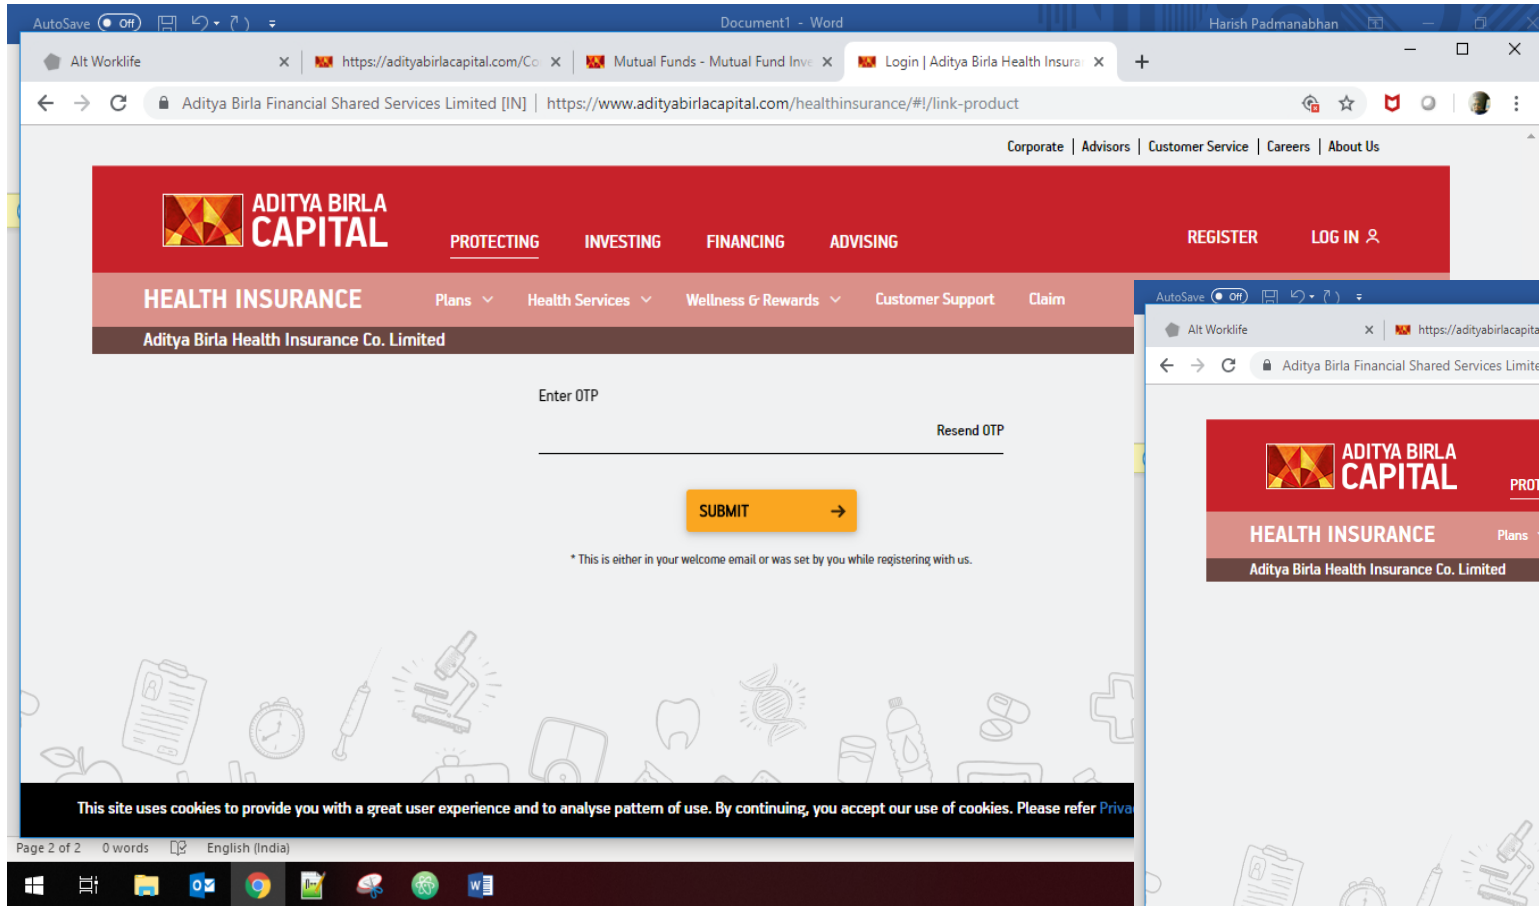 AutoSave Off Document1 - Word Harish Padmanabhan
Alt Worklife https://adityabirlacapital.com/Co Mutual Funds - Mutual Fund Inve Login | Aditya Birla Health Insura
Aditya Birla Financial Shared Services Limited [IN] | https://www.adityabirlacapital.com/healthinsurance/#!/link-product
Corporate | Advisors | Customer Service | Careers | About Us
ADITYA BIRLA
CAPITAL
PROTECTING INVESTING FINANCING ADVISING REGISTER LOG IN
HEALTH INSURANCE Plans Health Services Wellness & Rewards Customer Support Claim
Aditya Birla Health Insurance Co. Limited
Enter OTP
Resend OTP
SUBMIT
* This is either in your welcome email or was set by you while registering with us.
This site uses cookies to provide you with a great user experience and to analyse pattern of use. By continuing, you accept our use of cookies. Please refer Priva
Page 2 of 2 0 words English (India)
AutoSave Off
Alt Worklife https://adityabirlacapita
Aditya Birla Financial Shared Services Limite
ADITYA BIRLA
CAPITAL
PROT
HEALTH INSURANCE Plans
Aditya Birla Health Insurance Co. Limited